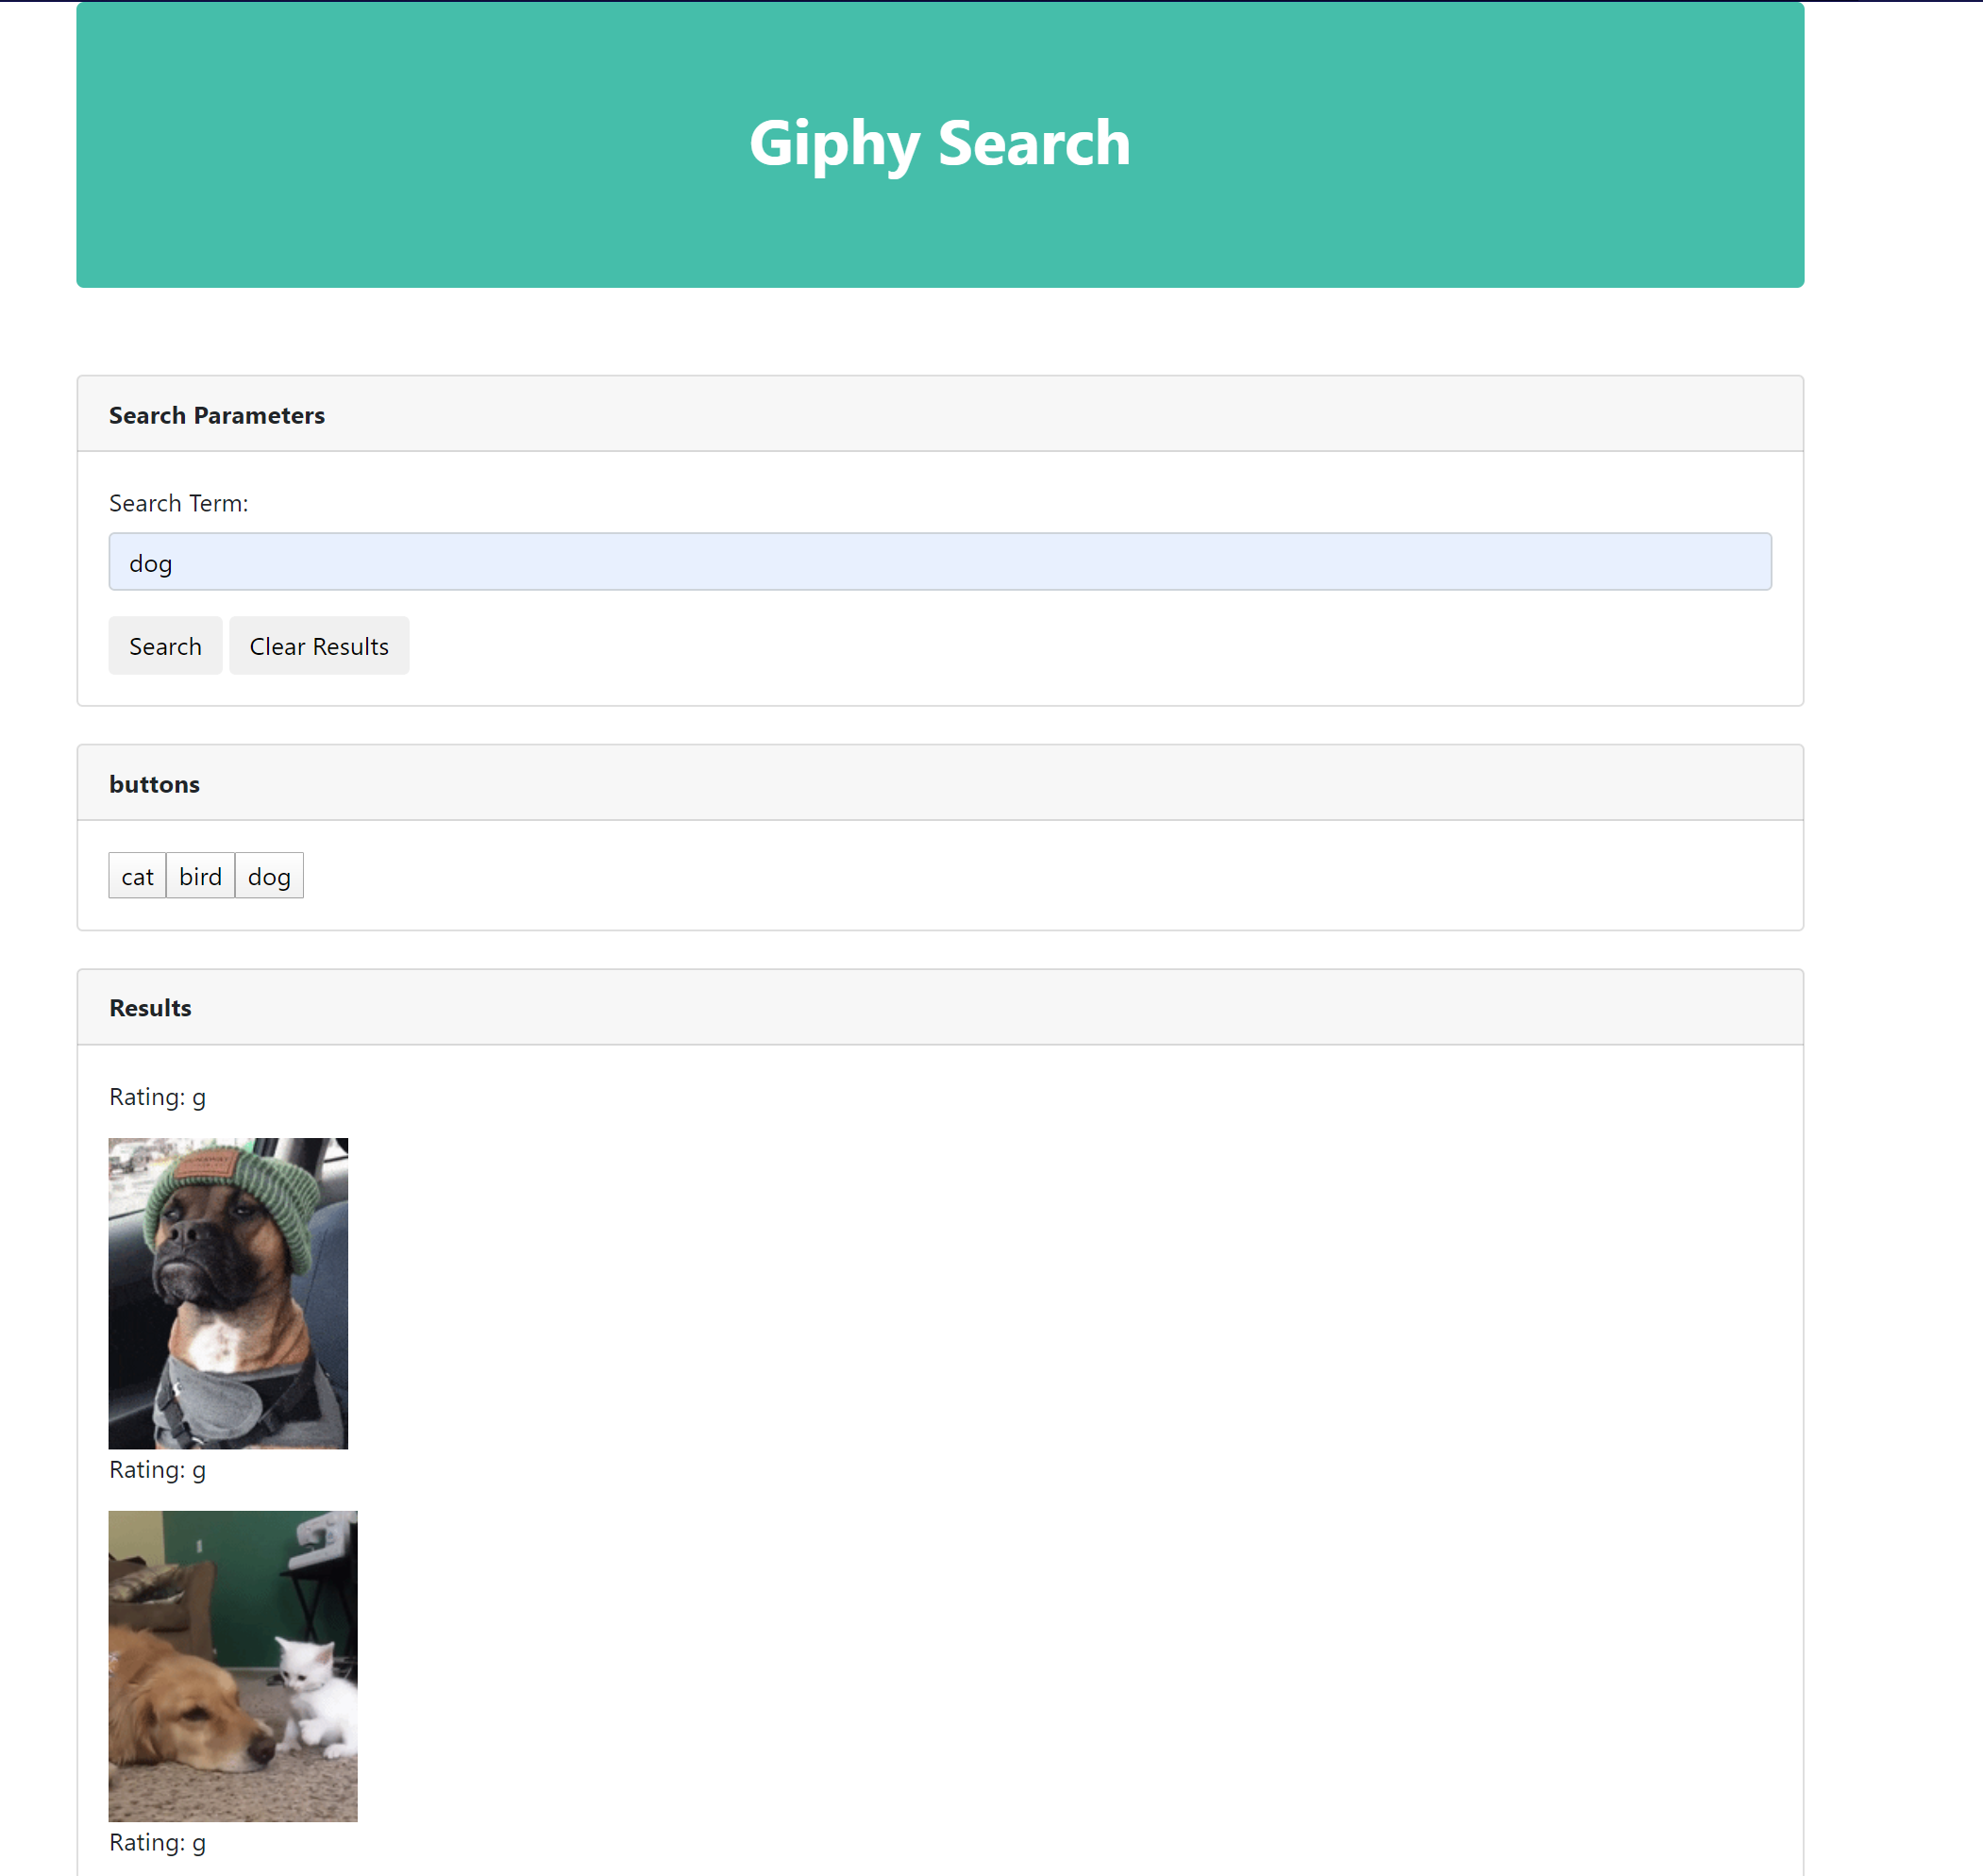 Giphy Search
Search Parameters
Search Term:
dog
Search Clear Results
buttons
cat bird dog
Results
Rating: g
Rating: g
Rating: g